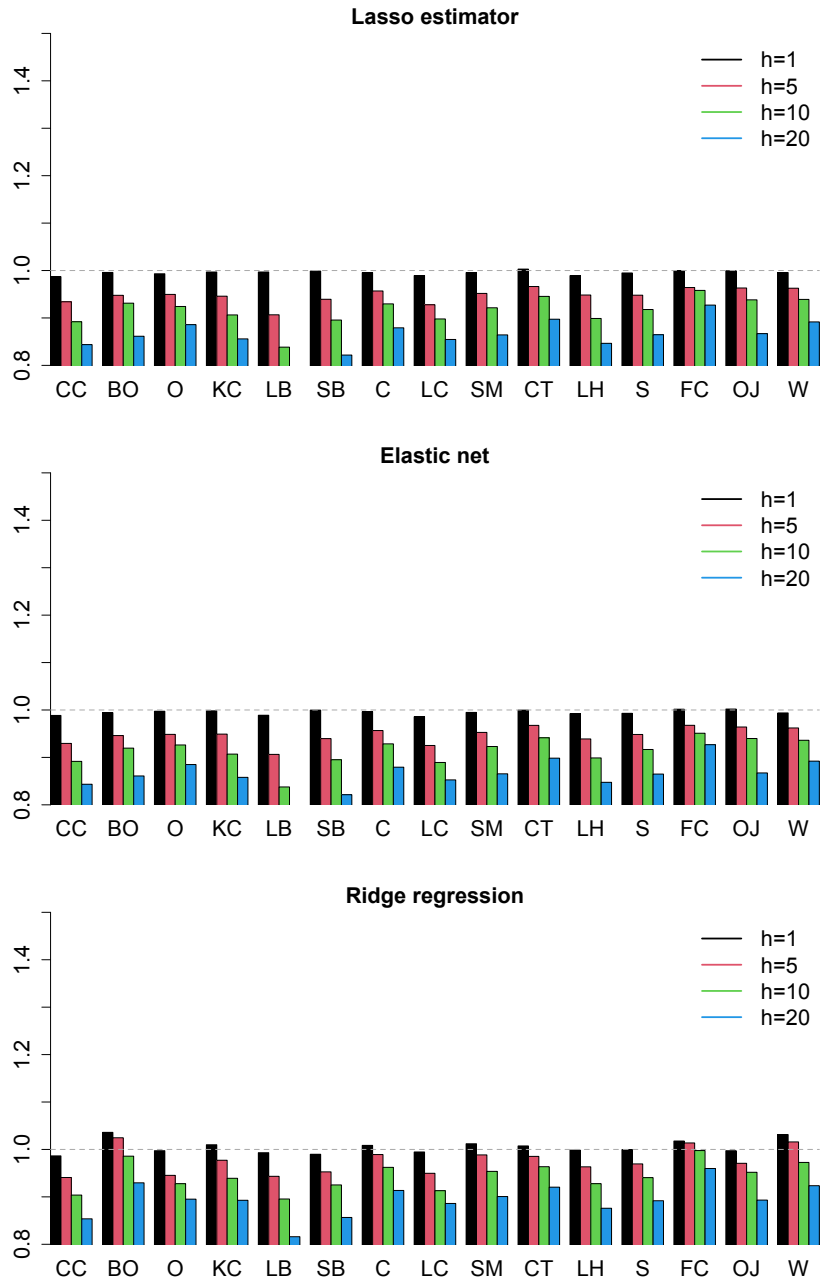 Lasso estimator
h=1
h=5
h=10
h=20
1.4
1.2
1.0
0.8
CC BO O KC LB SB C LC SM CT LH S FC OJ W
Elastic net
h=1
h=5
h=10
h=20
1.4
1.2
1.0
0.8
CC BO O KC LB SB C LC SM CT LH S FC OJ W
Ridge regression
h=1
h=5
h=10
h=20
1.4
1.2
1.0
0.8
CC BO O KC LB SB C LC SM CT LH S FC OJ W